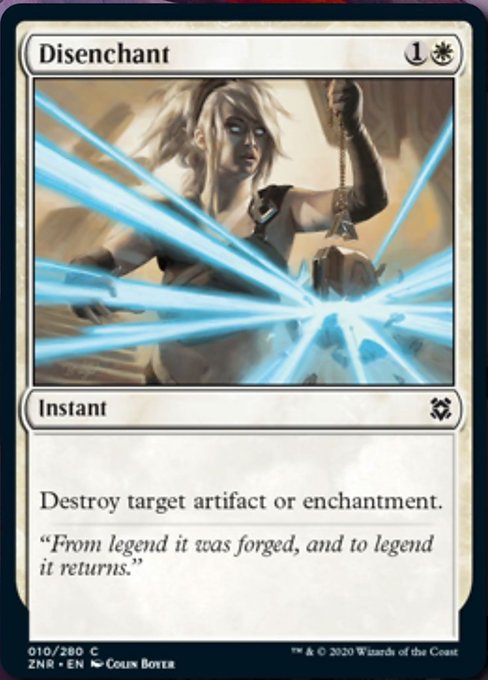 Disenchant 1
Instant
Destroy target artifact or enchantment.
“From legend it was forged, and to legend
it returns.”
010/280 C
ZNR • EN Colin Boyer
™ & © 2020 Wizards of the Coast